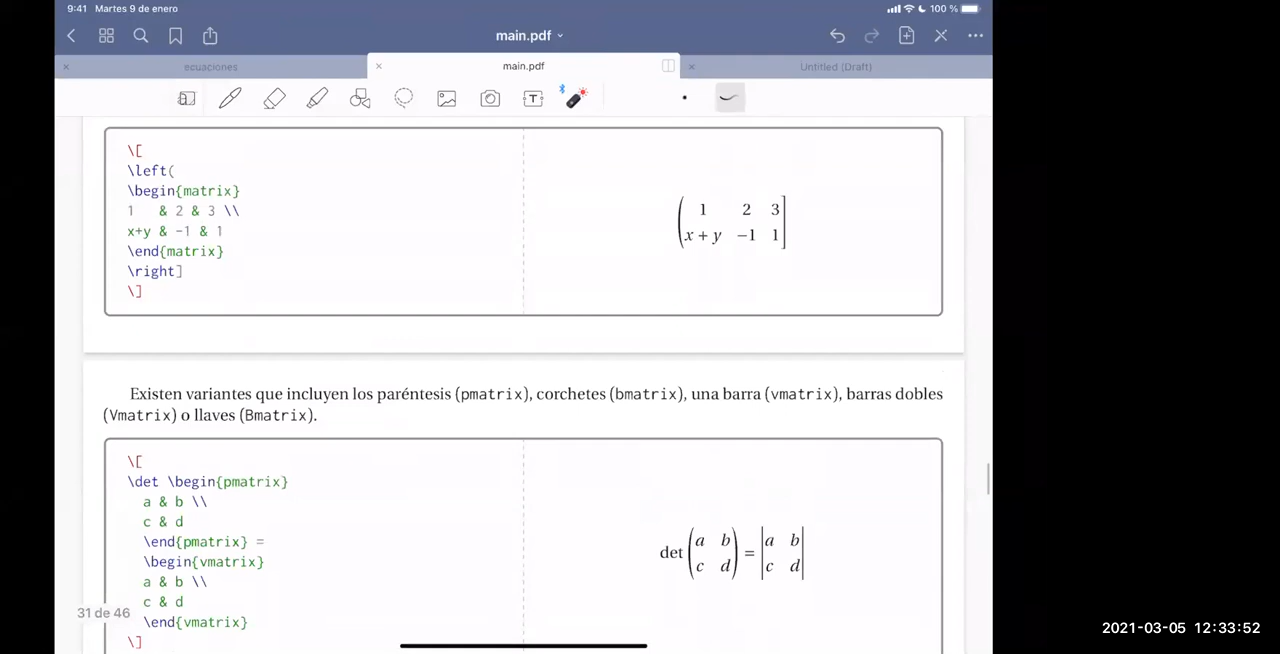 9:41 Martes 9 de enero
100 %
main.pdf
ecuaciones
main.pdf
Untitled (Draft)
\[
\left(
\begin{matrix}
1 & 2 & 3 \\
x+y & -1 & 1
\end{matrix}
\right]
\]
( 1 2 3
x + y −1 1 ]
Existen variantes que incluyen los paréntesis (pmatrix), corchetes (bmatrix), una barra (vmatrix), barras dobles
(Vmatrix) o llaves (Bmatrix).
\[
\det \begin{pmatrix}
a & b \\
c & d
\end{pmatrix} =
\begin{vmatrix}
a & b \\
c & d
\end{vmatrix}
\]
det ( a b
c d ) = | a b
c d |
31 de 46
2021-03-05 12:33:52